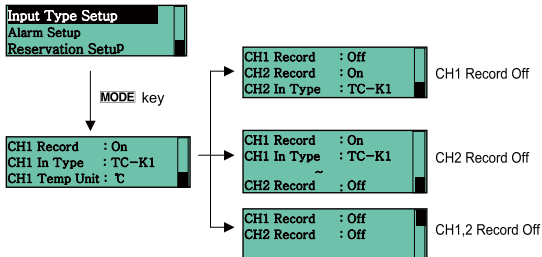 Input Type Setup
Alarm Setup
Reservation Setup
MODE key
CH1 Record : On
CH1 In Type : TC-K1
CH1 Temp Unit : ℃
CH1 Record : Off
CH2 Record : On
CH2 In Type : TC-K1
CH1 Record Off
CH1 Record : On
CH1 In Type : TC-K1
~
CH2 Record : Off
CH2 Record Off
CH1 Record : Off
CH2 Record : Off
CH1,2 Record Off